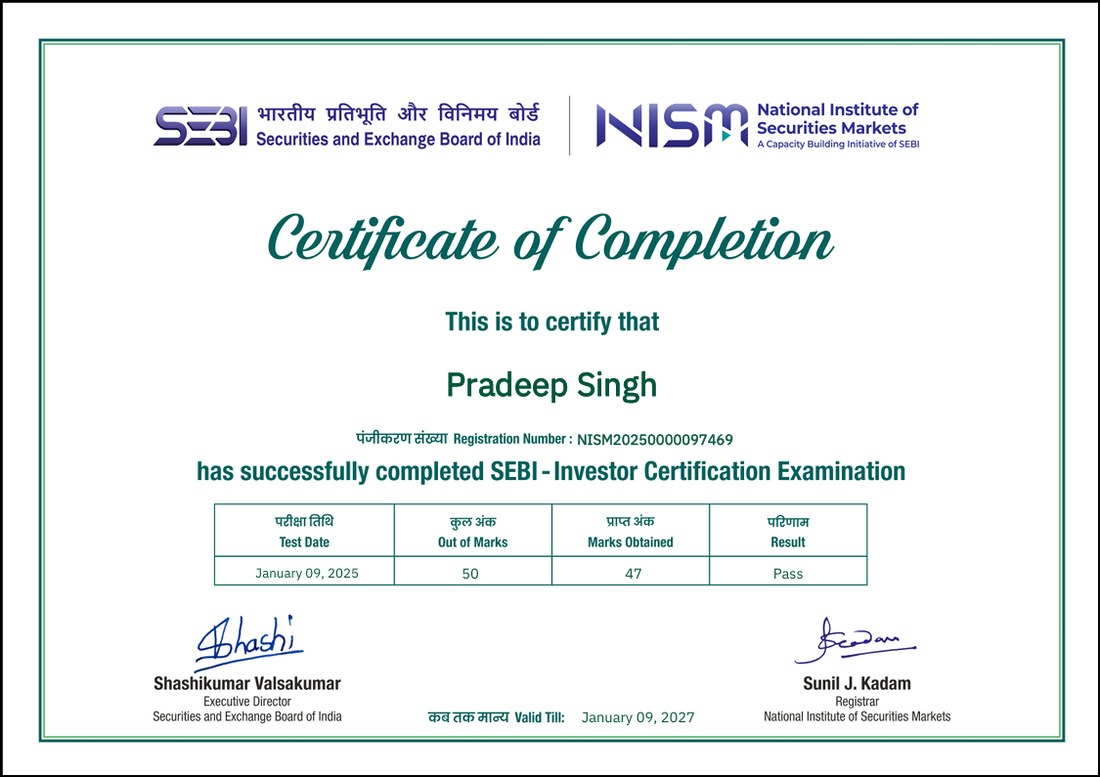 SEBI भारतीय प्रतिभूति और विनिमय बोर्ड
Securities and Exchange Board of India
NISM National Institute of
Securities Markets
A Capacity Building Initiative of SEBI
Certificate of Completion
This is to certify that
Pradeep Singh
पंजीकरण संख्या Registration Number : NISM20250000097469
has successfully completed SEBI - Investor Certification Examination
परीक्षा तिथि कुल अंक प्राप्त अंक परिणाम
Test Date Out of Marks Marks Obtained Result
January 09, 2025 50 47 Pass
Shashi
Skadam
Shashikumar Valsakumar
Executive Director
Securities and Exchange Board of India
कब तक मान्य Valid Till: January 09, 2027
Sunil J. Kadam
Registrar
National Institute of Securities Markets